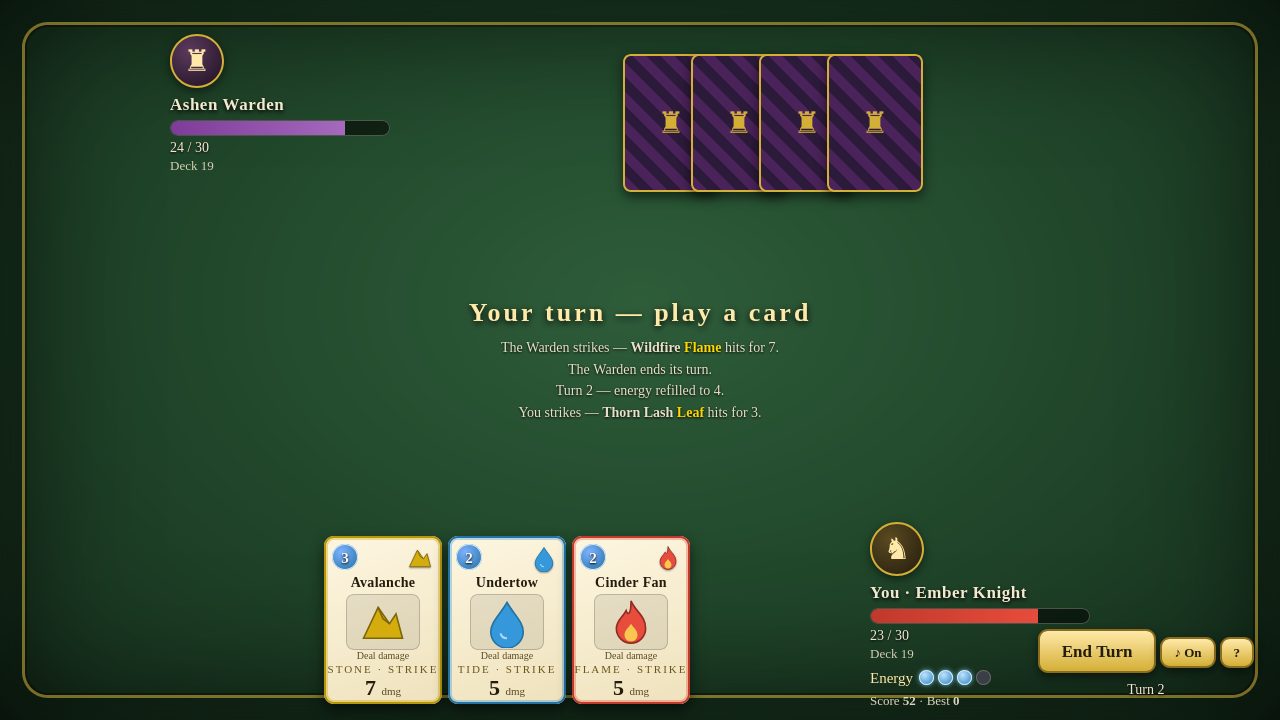 Ashen Warden
24 / 30
Deck 19
Your turn — play a card
The Warden strikes — Wildfire Flame hits for 7.
The Warden ends its turn.
Turn 2 — energy refilled to 4.
You strikes — Thorn Lash Leaf hits for 3.
3
Avalanche
Deal damage
STONE · STRIKE
7 dmg
2
Undertow
Deal damage
TIDE · STRIKE
5 dmg
2
Cinder Fan
Deal damage
FLAME · STRIKE
5 dmg
You · Ember Knight
23 / 30
Deck 19
Energy
Score 52 · Best 0
End Turn
♪ On
?
Turn 2